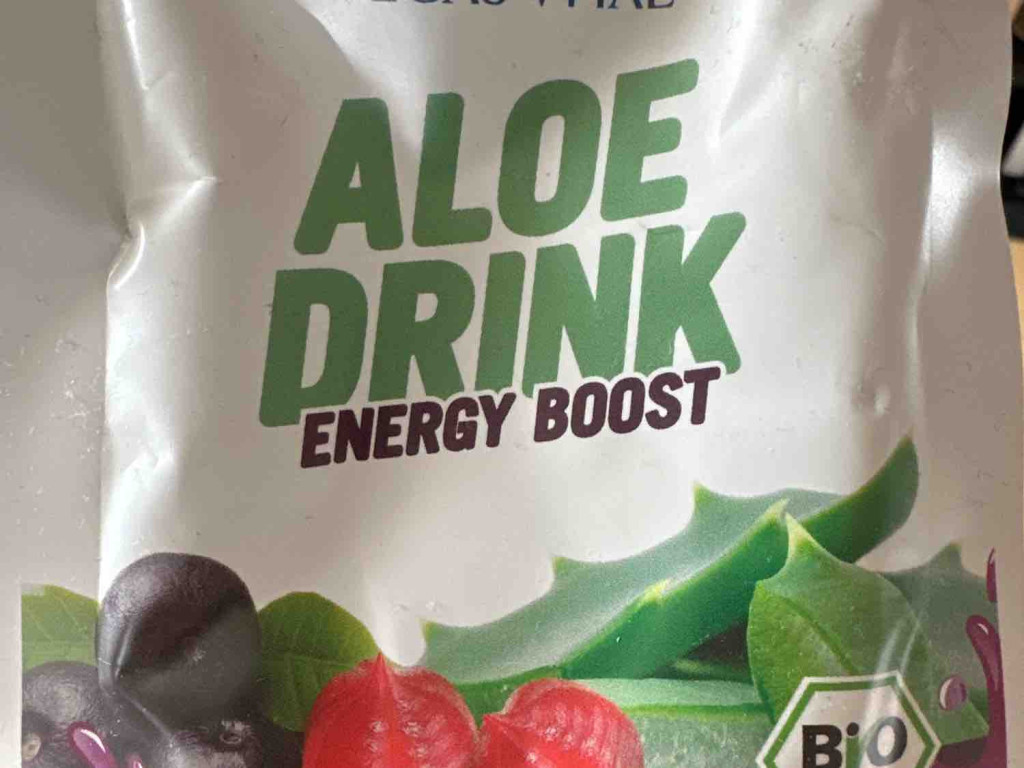 ALOE
DRINK
ENERGY BOOST
BiO